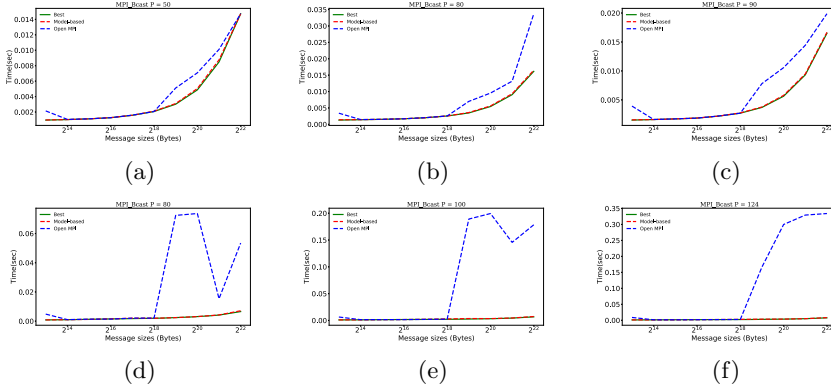 MPI_Bcast P = 50
Time(sec)
0.014
0.012
0.010
0.008
0.006
0.004
0.002
Best
Model-based
Open MPI
2^14 2^16 2^18 2^20 2^22
Message sizes (Bytes)
(a)
MPI_Bcast P = 80
Time(sec)
0.035
0.030
0.025
0.020
0.015
0.010
0.005
0.000
Best
Model-based
Open MPI
2^14 2^16 2^18 2^20 2^22
Message sizes (Bytes)
(b)
MPI_Bcast P = 90
Time(sec)
0.020
0.015
0.010
0.005
Best
Model-based
Open MPI
2^14 2^16 2^18 2^20 2^22
Message sizes (Bytes)
(c)
MPI_Bcast P = 80
Time(sec)
0.06
0.04
0.02
0.00
Best
Model-based
Open MPI
2^14 2^16 2^18 2^20 2^22
Message sizes (Bytes)
(d)
MPI_Bcast P = 100
Time(sec)
0.20
0.15
0.10
0.05
0.00
Best
Model-based
Open MPI
2^14 2^16 2^18 2^20 2^22
Message sizes (Bytes)
(e)
MPI_Bcast P = 124
Time(sec)
0.35
0.30
0.25
0.20
0.15
0.10
0.05
0.00
Best
Model-based
Open MPI
2^14 2^16 2^18 2^20 2^22
Message sizes (Bytes)
(f)